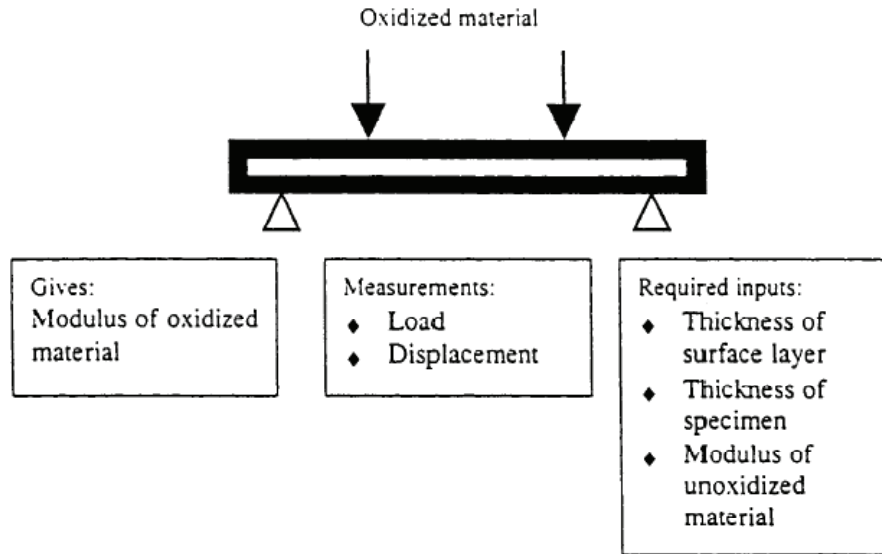 Oxidized material
Gives:
Modulus of oxidized
material
Measurements:
♦ Load
♦ Displacement
Required inputs:
♦ Thickness of
surface layer
♦ Thickness of
specimen
♦ Modulus of
unoxidized
material